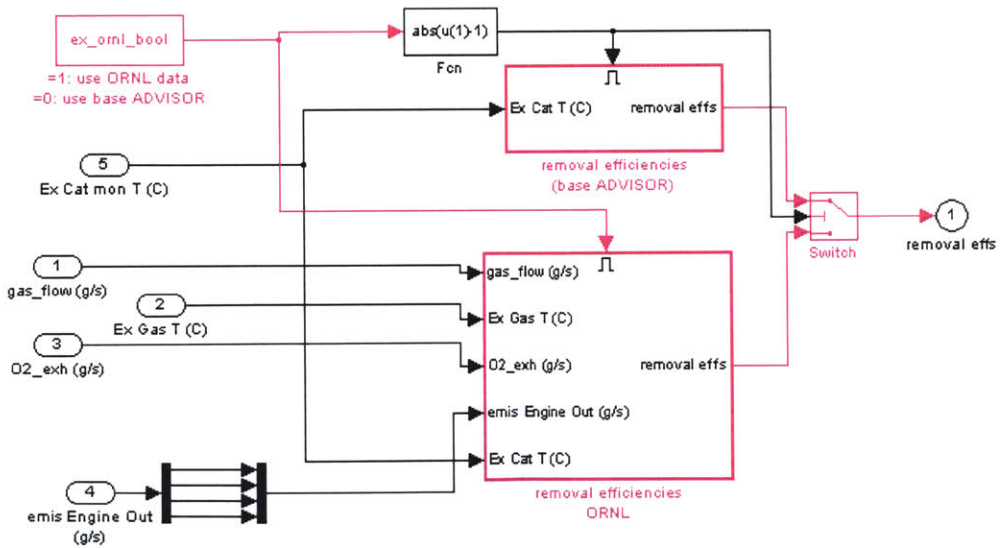 ex_ornl_bool
=1: use ORNL data
=0: use base ADVISOR
abs(u(1)-1)
Fcn
Ex Cat T (C)
removal effs
removal efficiencies
(base ADVISOR)
5
Ex Cat mon T (C)
1
removal effs
Switch
1
gas_flow (g/s)
2
Ex Gas T (C)
3
O2_exh (g/s)
gas_flow (g/s)
Ex Gas T (C)
O2_exh (g/s)
removal effs
emis Engine Out (g/s)
Ex Cat T (C)
removal efficiencies
ORNL
4
emis Engine Out
(g/s)